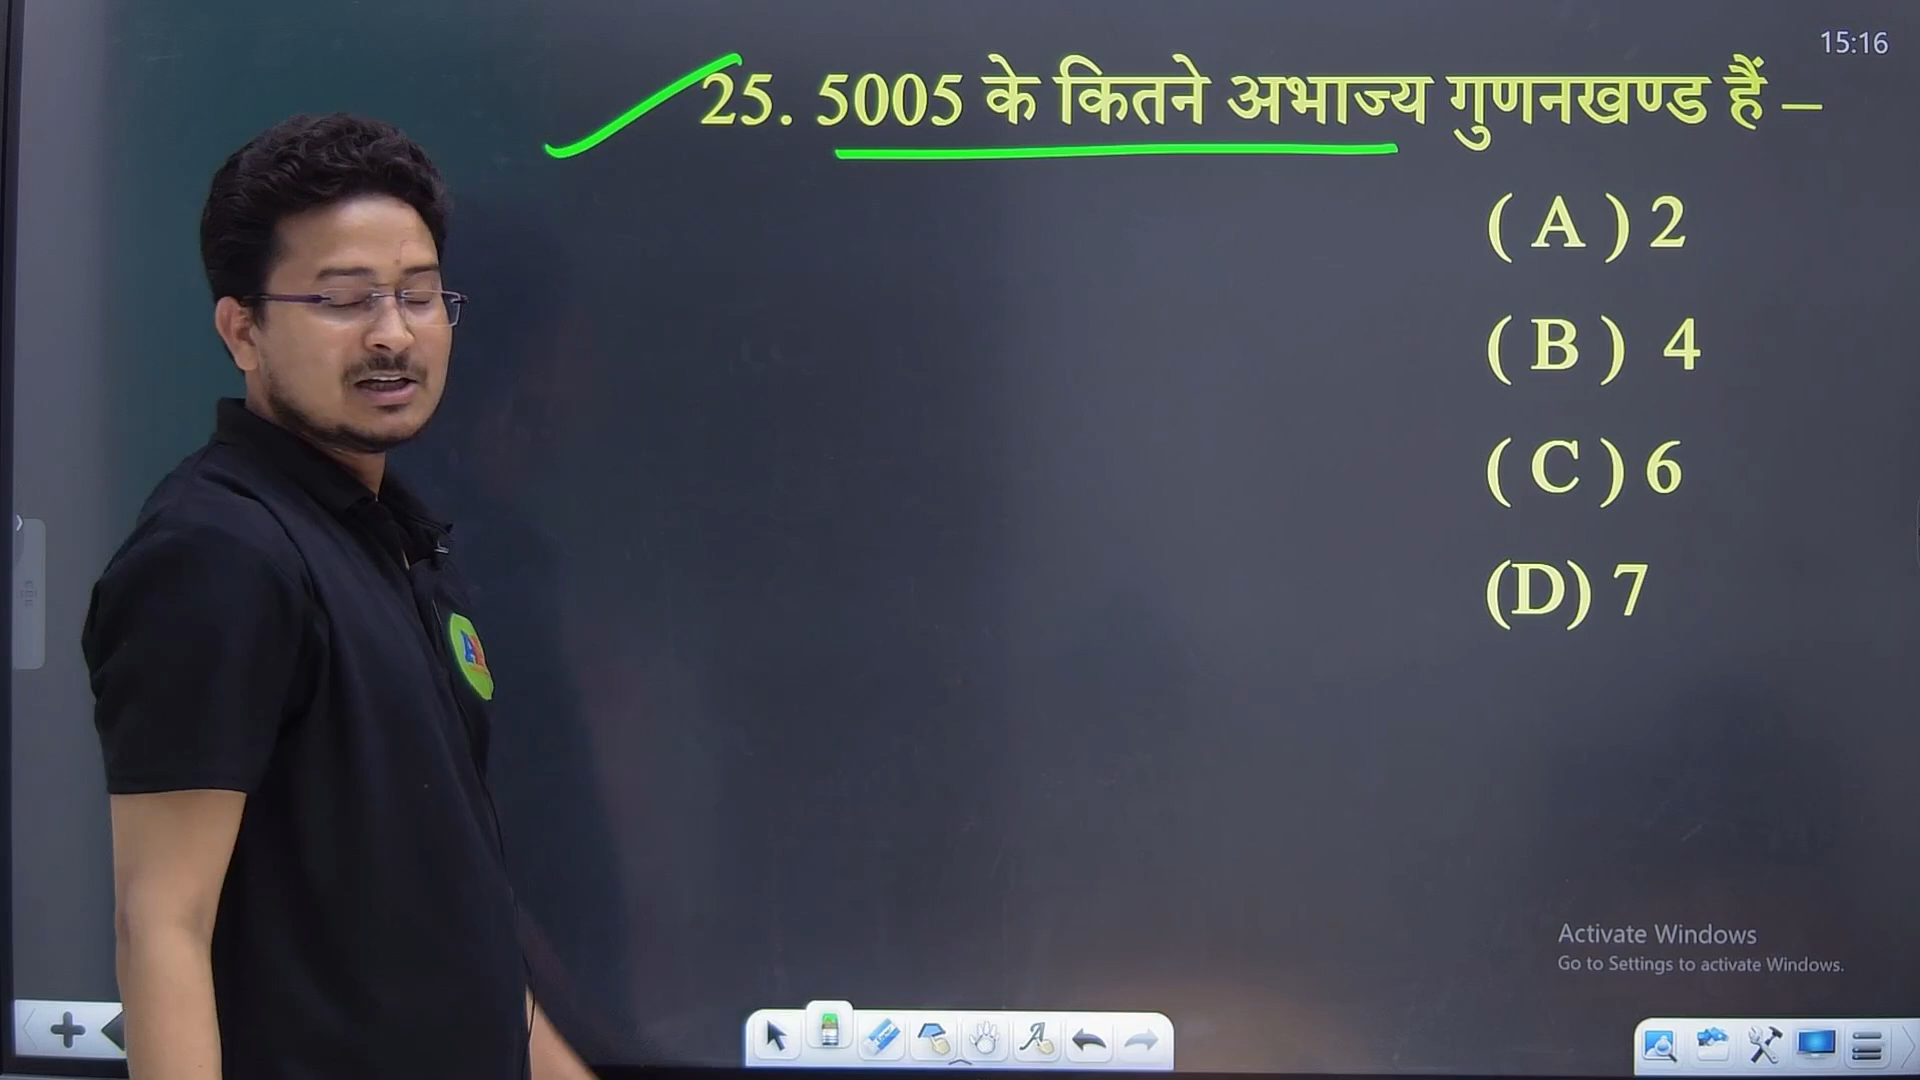 15:16
25. 5005 के कितने अभाज्य गुणनखण्ड हैं –
( A ) 2
( B ) 4
( C ) 6
(D) 7
Activate Windows
Go to Settings to activate Windows.